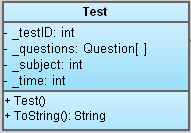 Test
- _testID: int
- _questions: Question[ ]
- _subject: int
- _time: int
+ Test()
+ ToString(): String